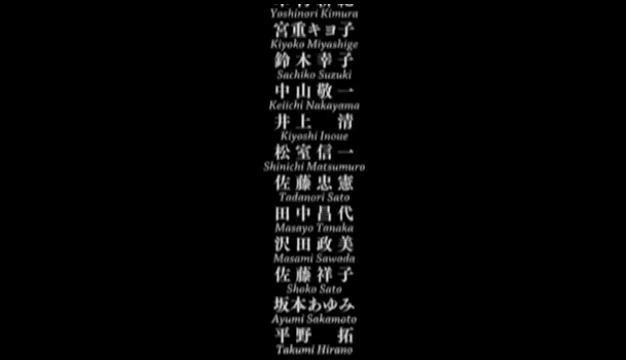 Yoshinori Kimura
宮重キヨ子
Kiyoko Miyashige
鈴木幸子
Sachiko Suzuki
中山敬一
Keiichi Nakayama
井上　清
Kiyoshi Inoue
松室信一
Shinichi Matsumuro
佐藤忠憲
Tadanori Sato
田中昌代
Masayo Tanaka
沢田政美
Masami Sawada
佐藤祥子
Shoko Sato
坂本あゆみ
Ayumi Sakamoto
平野　拓
Takumi Hirano